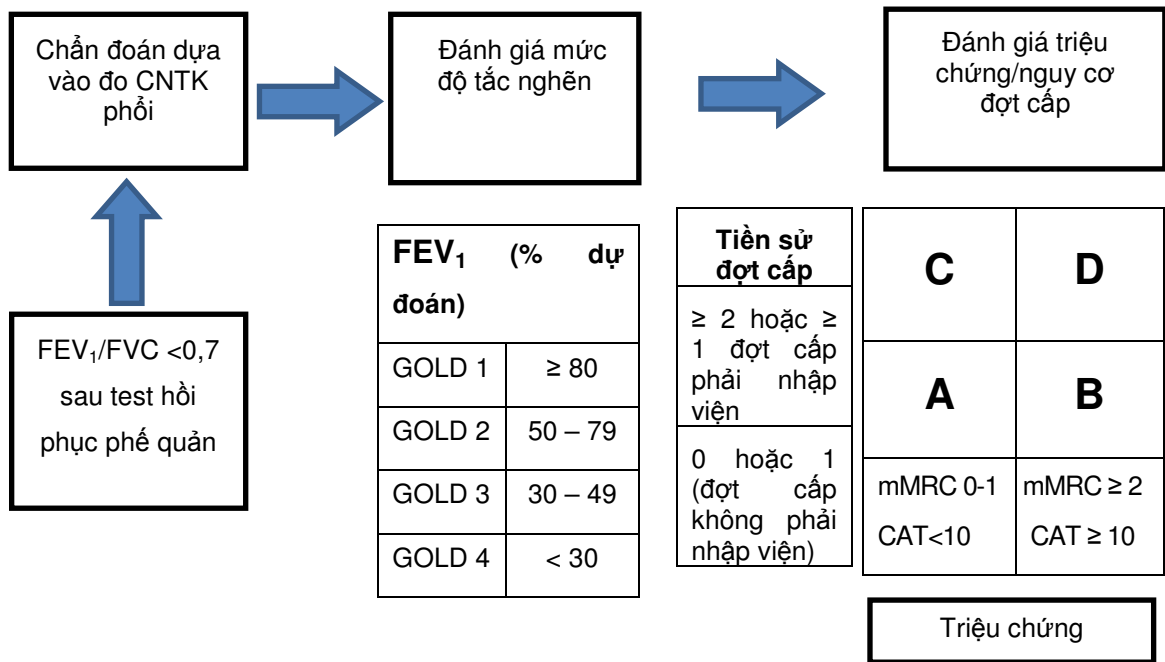 Chẩn đoán dựa
vào đo CNTK
phổi
Đánh giá mức
độ tắc nghẽn
Đánh giá triệu
chứng/nguy cơ
đợt cấp
FEV₁/FVC <0,7
sau test hồi
phục phế quản
FEV₁ (% dự
đoán)
GOLD 1 ≥ 80
GOLD 2 50 – 79
GOLD 3 30 – 49
GOLD 4 < 30
Tiền sử
đợt cấp
≥ 2 hoặc ≥
1 đợt cấp
phải nhập
viện
0 hoặc 1
(đợt cấp
không phải
nhập viện)
C D
A B
mMRC 0-1 mMRC ≥ 2
CAT<10 CAT ≥ 10
Triệu chứng